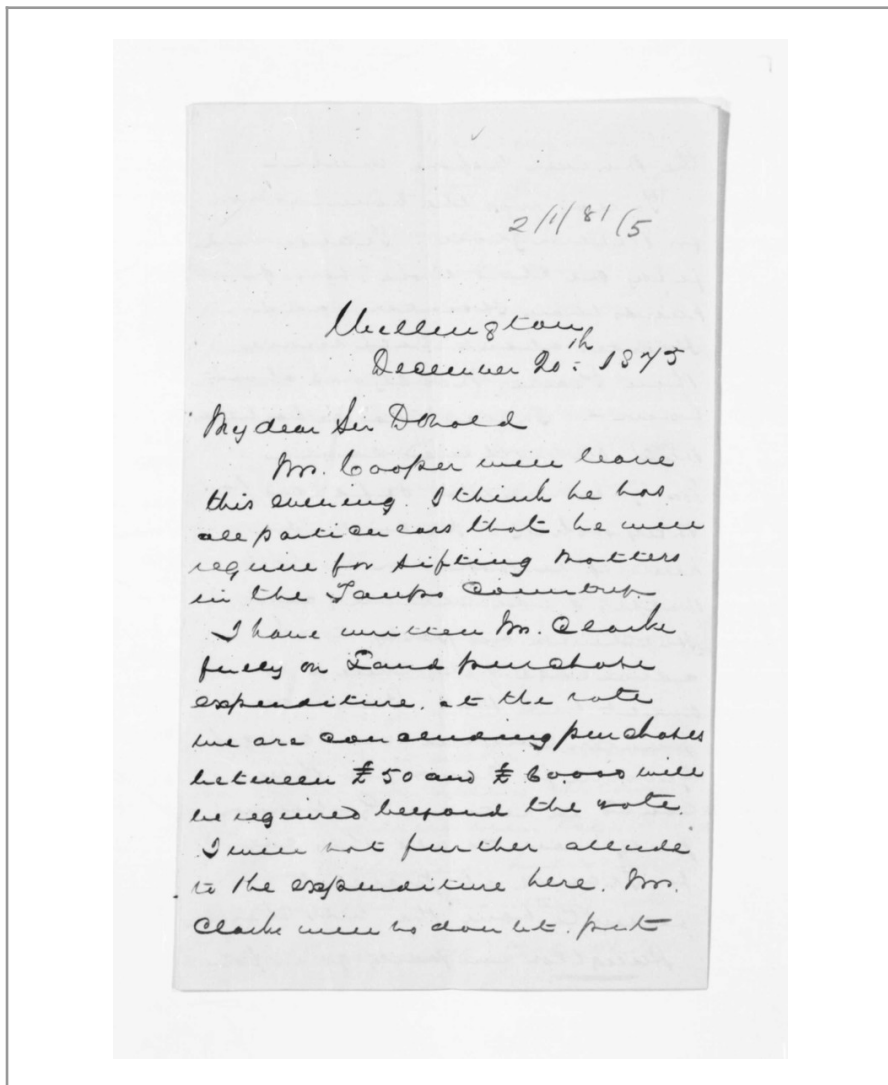 2/1/81/5
Wellington
December 20th 1875
My dear Sir Donald
Mr. Cooper will leave
this evening. I think he has
all particulars that he will
require for sifting matters
in the Taupo Country.
I have written Mr. Clarke
fully on Land purchase
expenditure. at the rate
we are concluding purchases
between £50 and £60.000 will
be required beyond the vote.
I will not further allude
to the expenditure here. Mr.
Clarke will no doubt. put